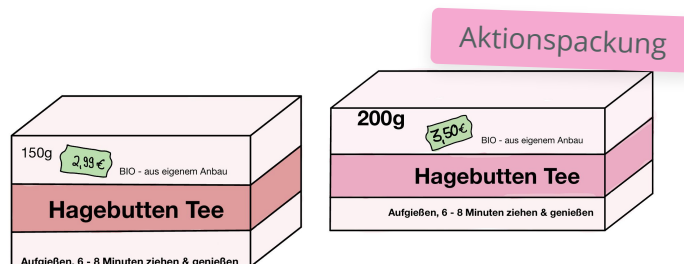 Aktionspackung
150g
2,99 €
BIO - aus eigenem Anbau
Hagebutten Tee
Aufgießen, 6 - 8 Minuten ziehen & genießen
200g
3,50€
BIO - aus eigenem Anbau
Hagebutten Tee
Aufgießen, 6 - 8 Minuten ziehen & genießen